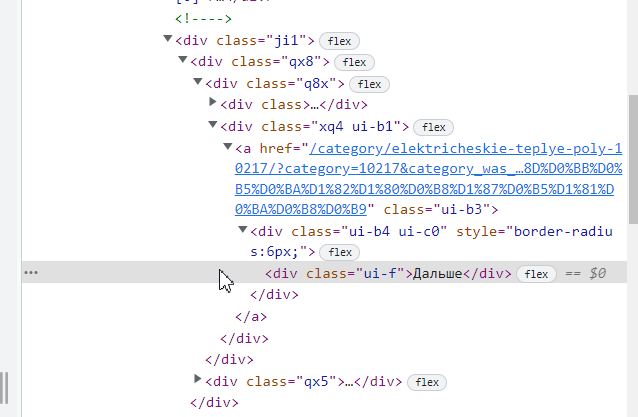 <!---->
<div class="ji1"> flex
<div class="qx8"> flex
<div class="q8x"> flex
<div class>…</div>
<div class="xq4 ui-b1"> flex
<a href="/category/elektricheskie-teplye-poly-1
0217/?category=10217&category_was_…8D%D0%BB%D0%
B5%D0%BA%D1%82%D1%80%D0%B8%D1%87%D0%B5%D1%81%D
0%BA%D0%B8%D0%B9" class="ui-b3">
<div class="ui-b4 ui-c0" style="border-radiu
s:6px;"> flex
<div class="ui-f">Дальше</div> flex == $0
</div>
</a>
</div>
</div>
<div class="qx5">…</div> flex
</div>